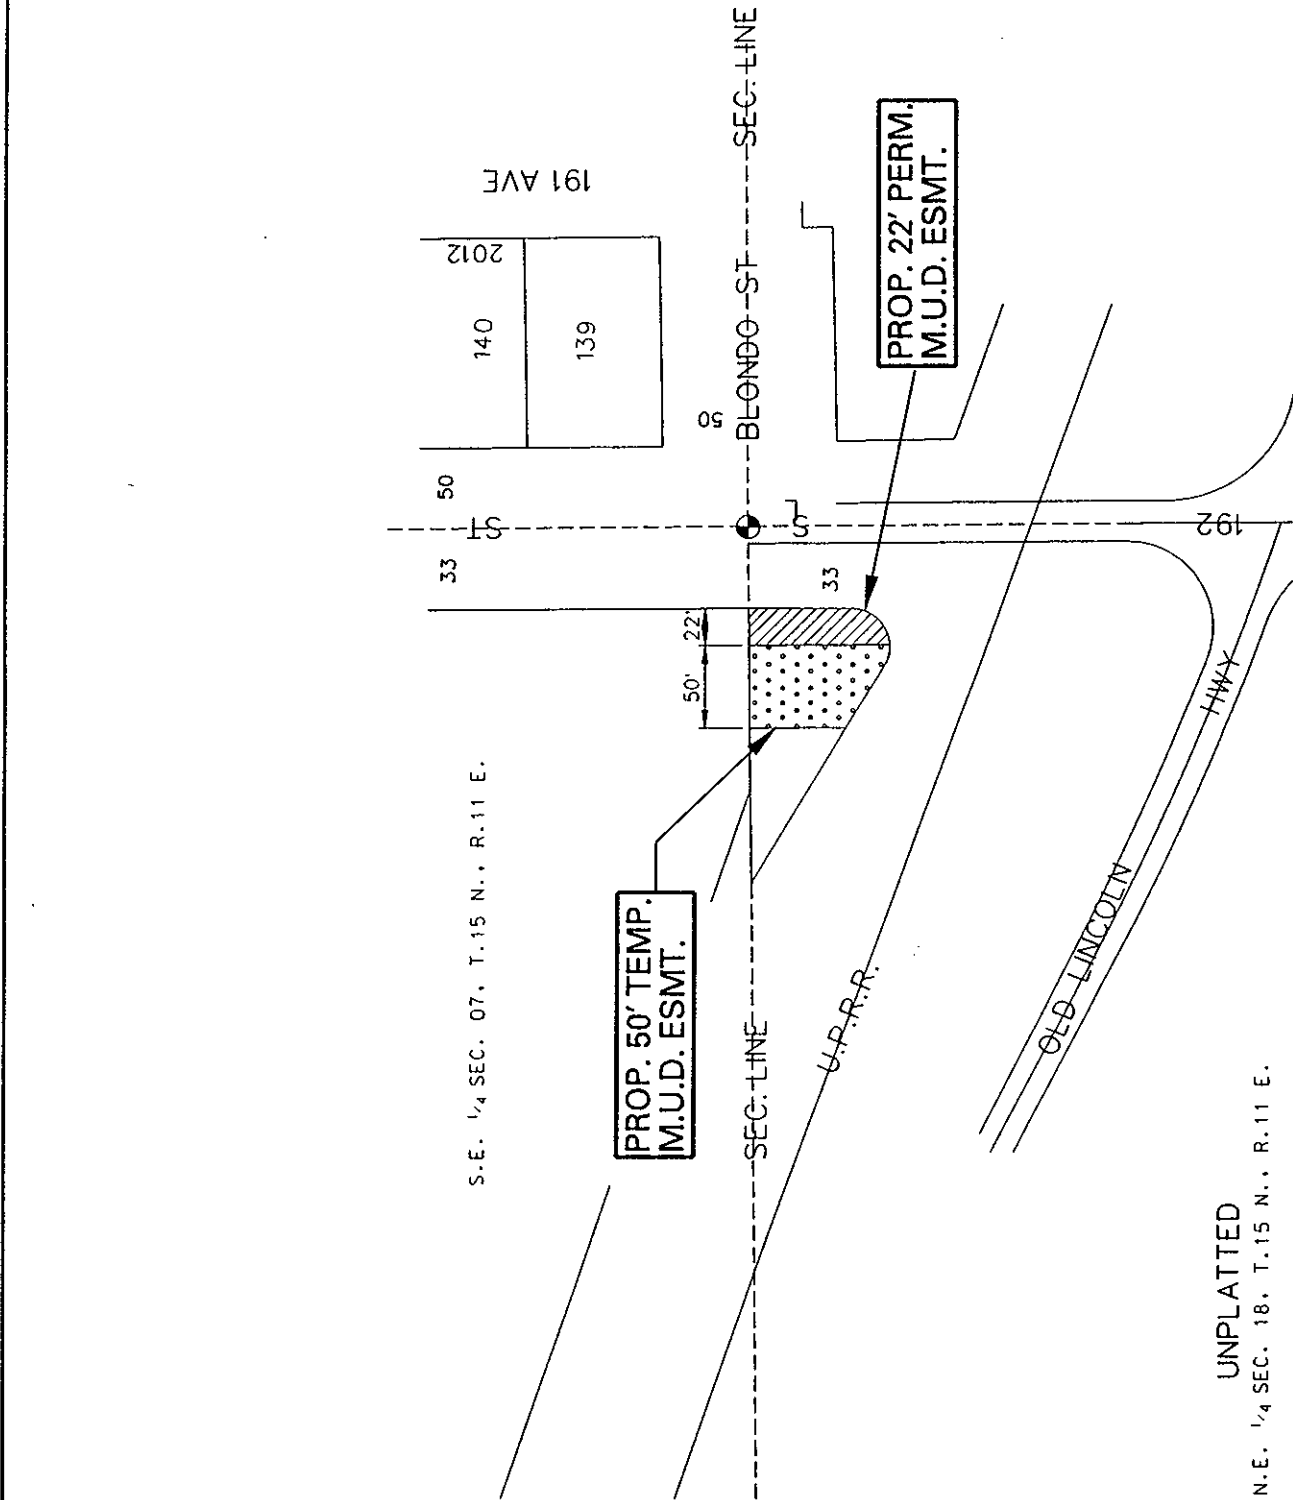 191 AVE
2012
140
139
50
50
SEC. LINE
BLONDO ST
PROP. 22' PERM.
M.U.D. ESMT.
ST
33
33
SL
192
22'
50'
S.E. 1/4 SEC. 07. T.15 N.. R.11 E.
PROP. 50' TEMP.
M.U.D. ESMT.
SEC. LINE
U.P.R.R.
OLD LINCOLN HWY
UNPLATTED
N.E. 1/4 SEC. 18. T.15 N.. R.11 E.